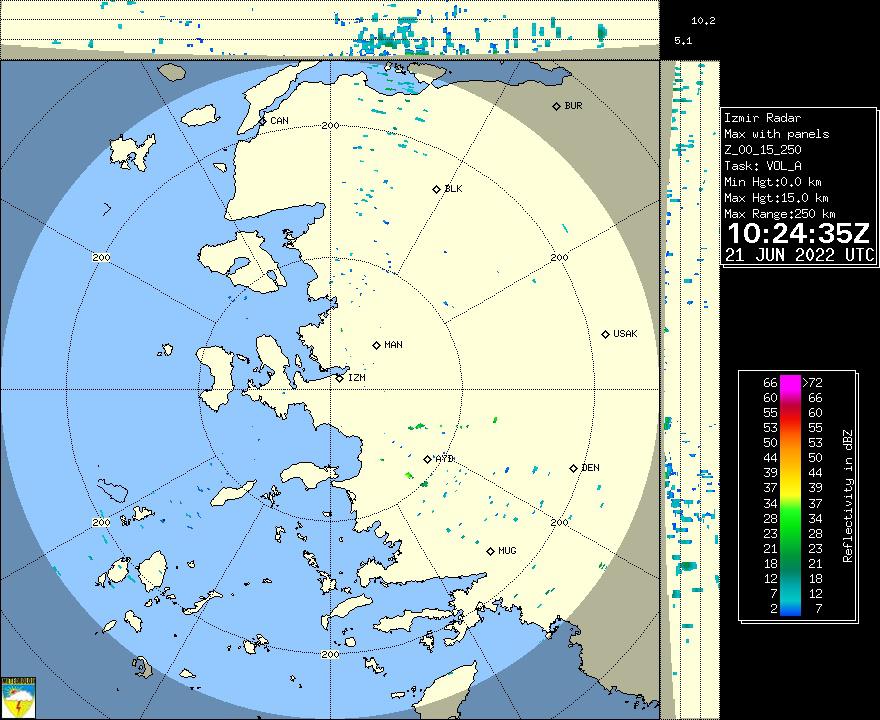 10.2
5.1
BUR
CAN
200
BLK
200
200
USAK
MAN
IZM
AYD
DEN
200
200
MUG
200
Izmir Radar
Max with panels
Z_00_15_250
Task: VOL_A
Min Hgt:0.0 km
Max Hgt:15.0 km
Max Range:250 km
10:24:35Z
21 JUN 2022 UTC
66 >72
60 66
55 60
53 55
50 53
44 50
39 44
37 39
34 37
28 34
23 28
21 23
18 21
12 18
7 12
2 7
Reflectivity in dBZ